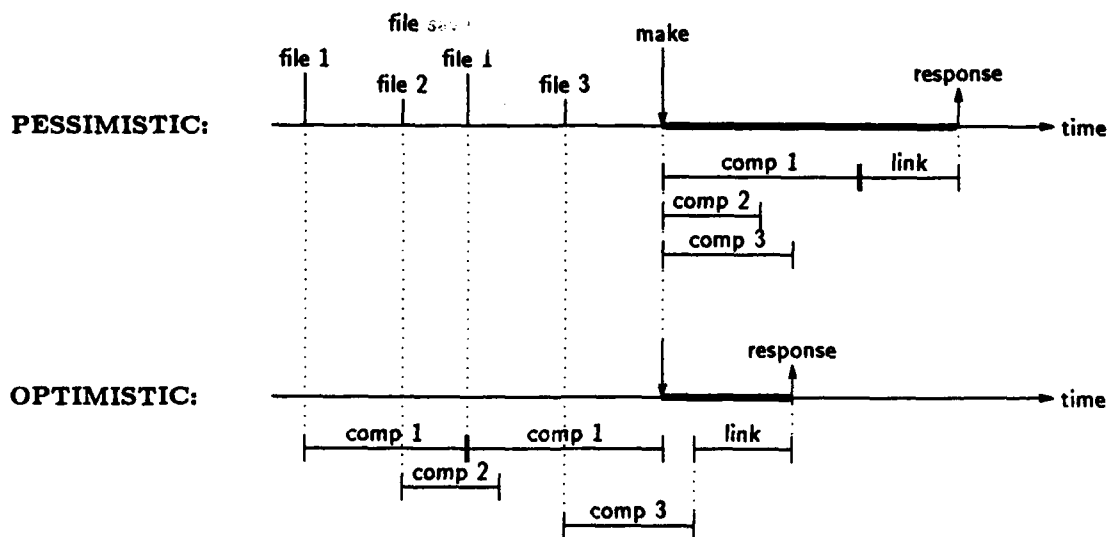 file
make
file 1
file 1
response
file 2
file 3
PESSIMISTIC:
time
comp 1
link
comp 2
comp 3
response
OPTIMISTIC:
time
comp 1
comp 1
link
comp 2
comp 3